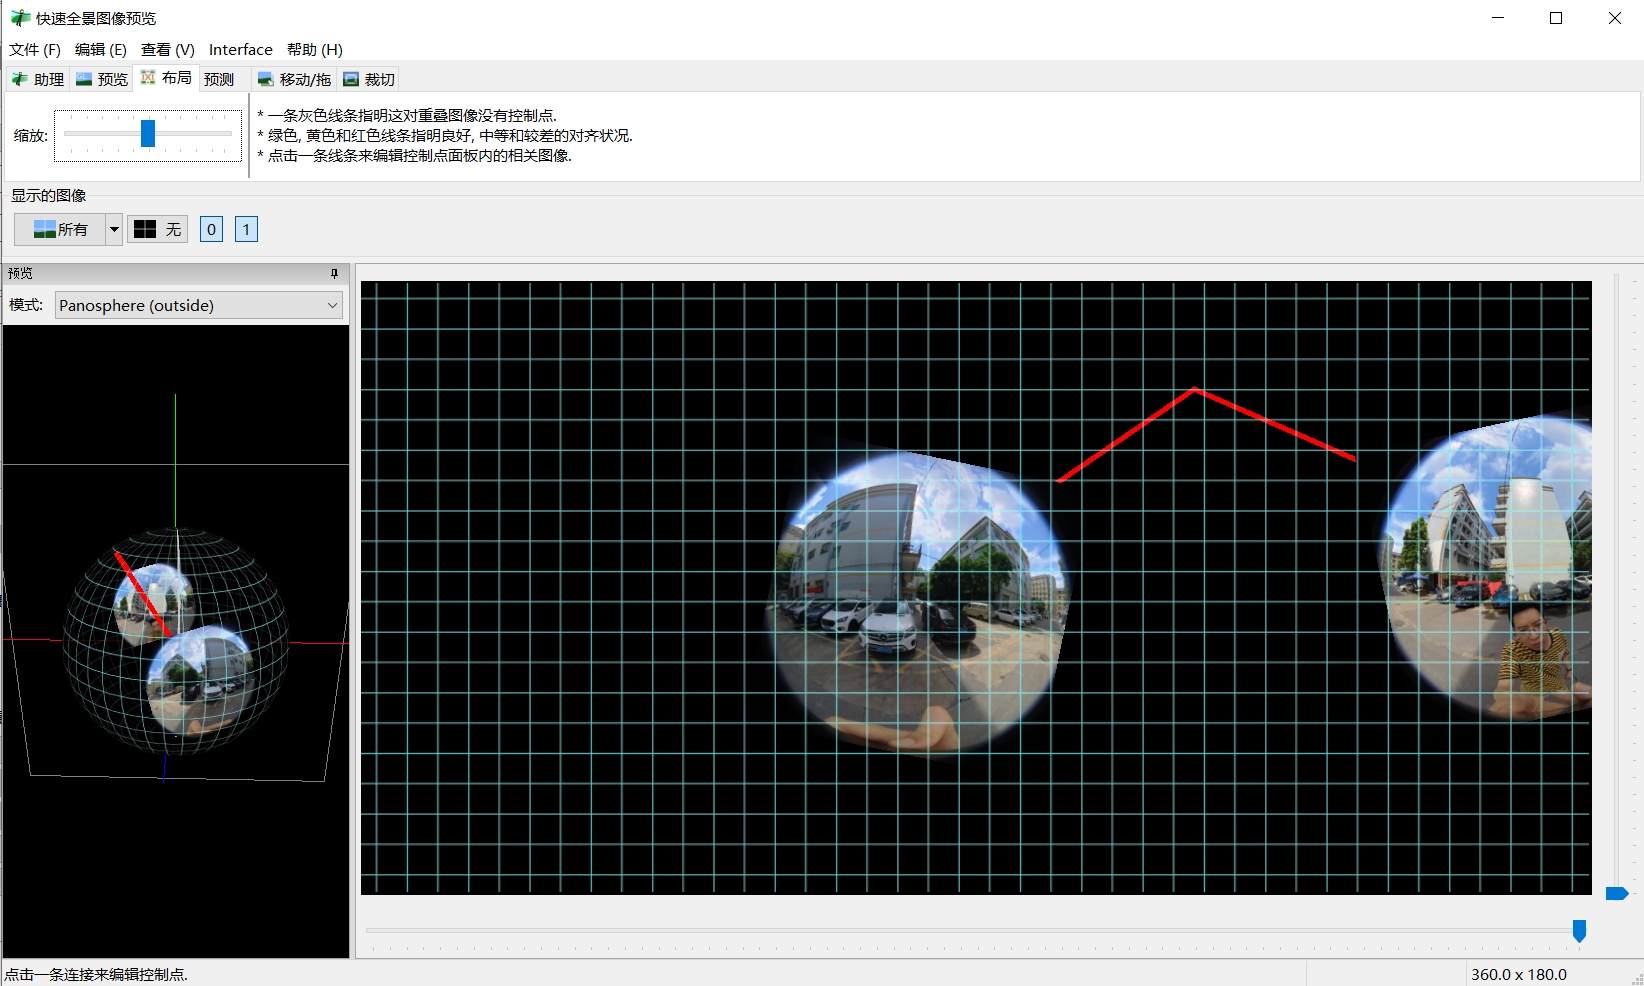 快速全景图像预览
文件 (F) 编辑 (E) 查看 (V) Interface 帮助 (H)
助理 预览 布局 预测 移动/拖 裁切
缩放:
* 一条灰色线条指明这对重叠图像没有控制点.
* 绿色, 黄色和红色线条指明良好, 中等和较差的对齐状况.
* 点击一条线条来编辑控制点面板内的相关图像.
显示的图像
所有 无 0 1
预览
模式: Panosphere (outside)
点击一条连接来编辑控制点.
360.0 x 180.0